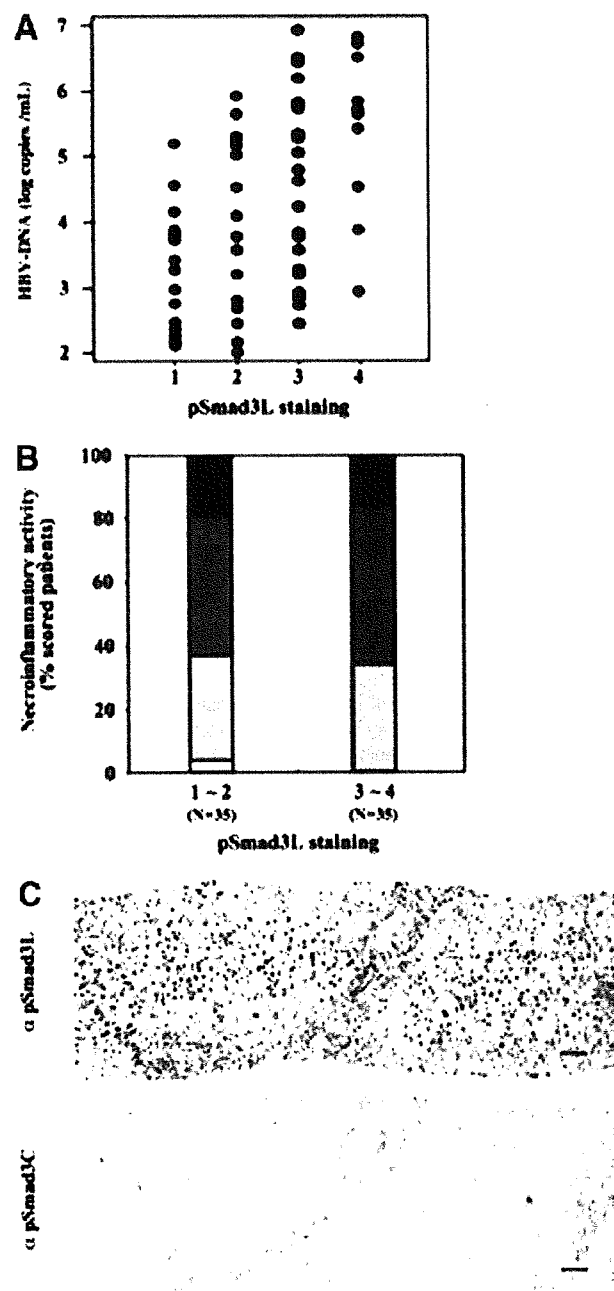 A
HBV-DNA (log copies /mL)
7
6
5
4
3
2
1 2 3 4
pSmad3L staining
B
Necroinflammatory activity
(% scored patients)
100
80
60
40
20
0
1 ~ 2 3 ~ 4
(N=35) (N=35)
pSmad3L staining
C
α pSmad3L
α pSmad3C